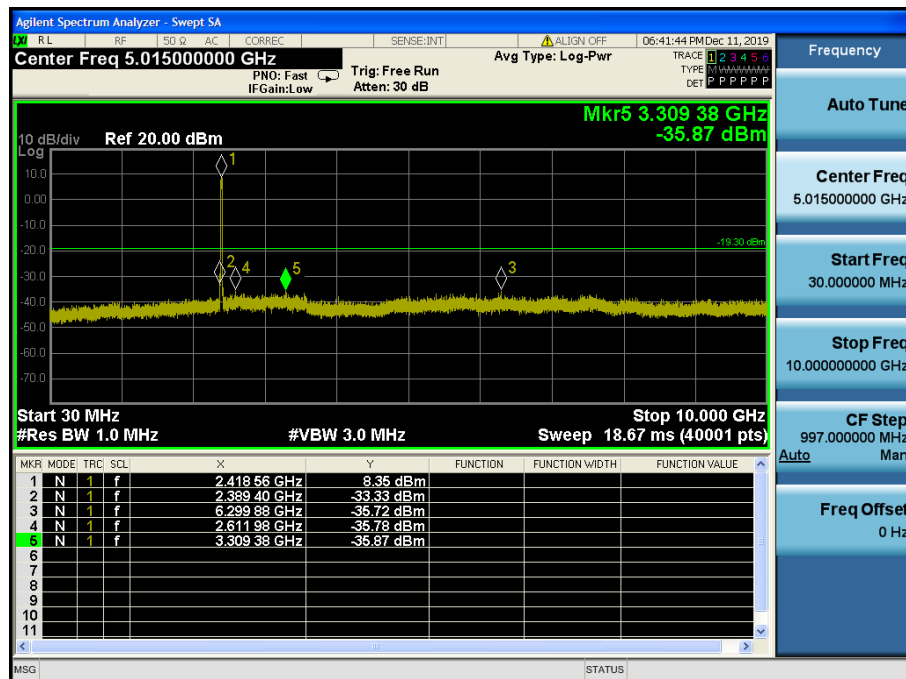 Agilent Spectrum Analyzer - Swept SA
LXI RL RF 50 Ω AC CORREC SENSE:INT ALIGN OFF 06:41:44 PM Dec 11, 2019
Center Freq 5.015000000 GHz
PNO: Fast
IFGain:Low
Trig: Free Run
Atten: 30 dB
Avg Type: Log-Pwr
TRACE 1 2 3 4 5 6
TYPE M WWWWW
DET P P P P P P
Mkr5 3.309 38 GHz
-35.87 dBm
10 dB/div Ref 20.00 dBm
Log
10.0
0.00
-10.0
-20.0
-30.0
-40.0
-50.0
-60.0
-70.0
1
2
4
5
3
-19.30 dBm
Start 30 MHz Stop 10.000 GHz
#Res BW 1.0 MHz #VBW 3.0 MHz Sweep 18.67 ms (40001 pts)
MKR MODE TRC SCL X Y FUNCTION FUNCTION WIDTH FUNCTION VALUE
1 N 1 f 2.418 56 GHz 8.35 dBm
2 N 1 f 2.389 40 GHz -33.33 dBm
3 N 1 f 6.299 88 GHz -35.72 dBm
4 N 1 f 2.611 98 GHz -35.78 dBm
5 N 1 f 3.309 38 GHz -35.87 dBm
6
7
8
9
10
11
MSG STATUS
Frequency
Auto Tune
Center Freq
5.015000000 GHz
Start Freq
30.000000 MHz
Stop Freq
10.000000000 GHz
CF Step
997.000000 MHz
Auto Man
Freq Offset
0 Hz